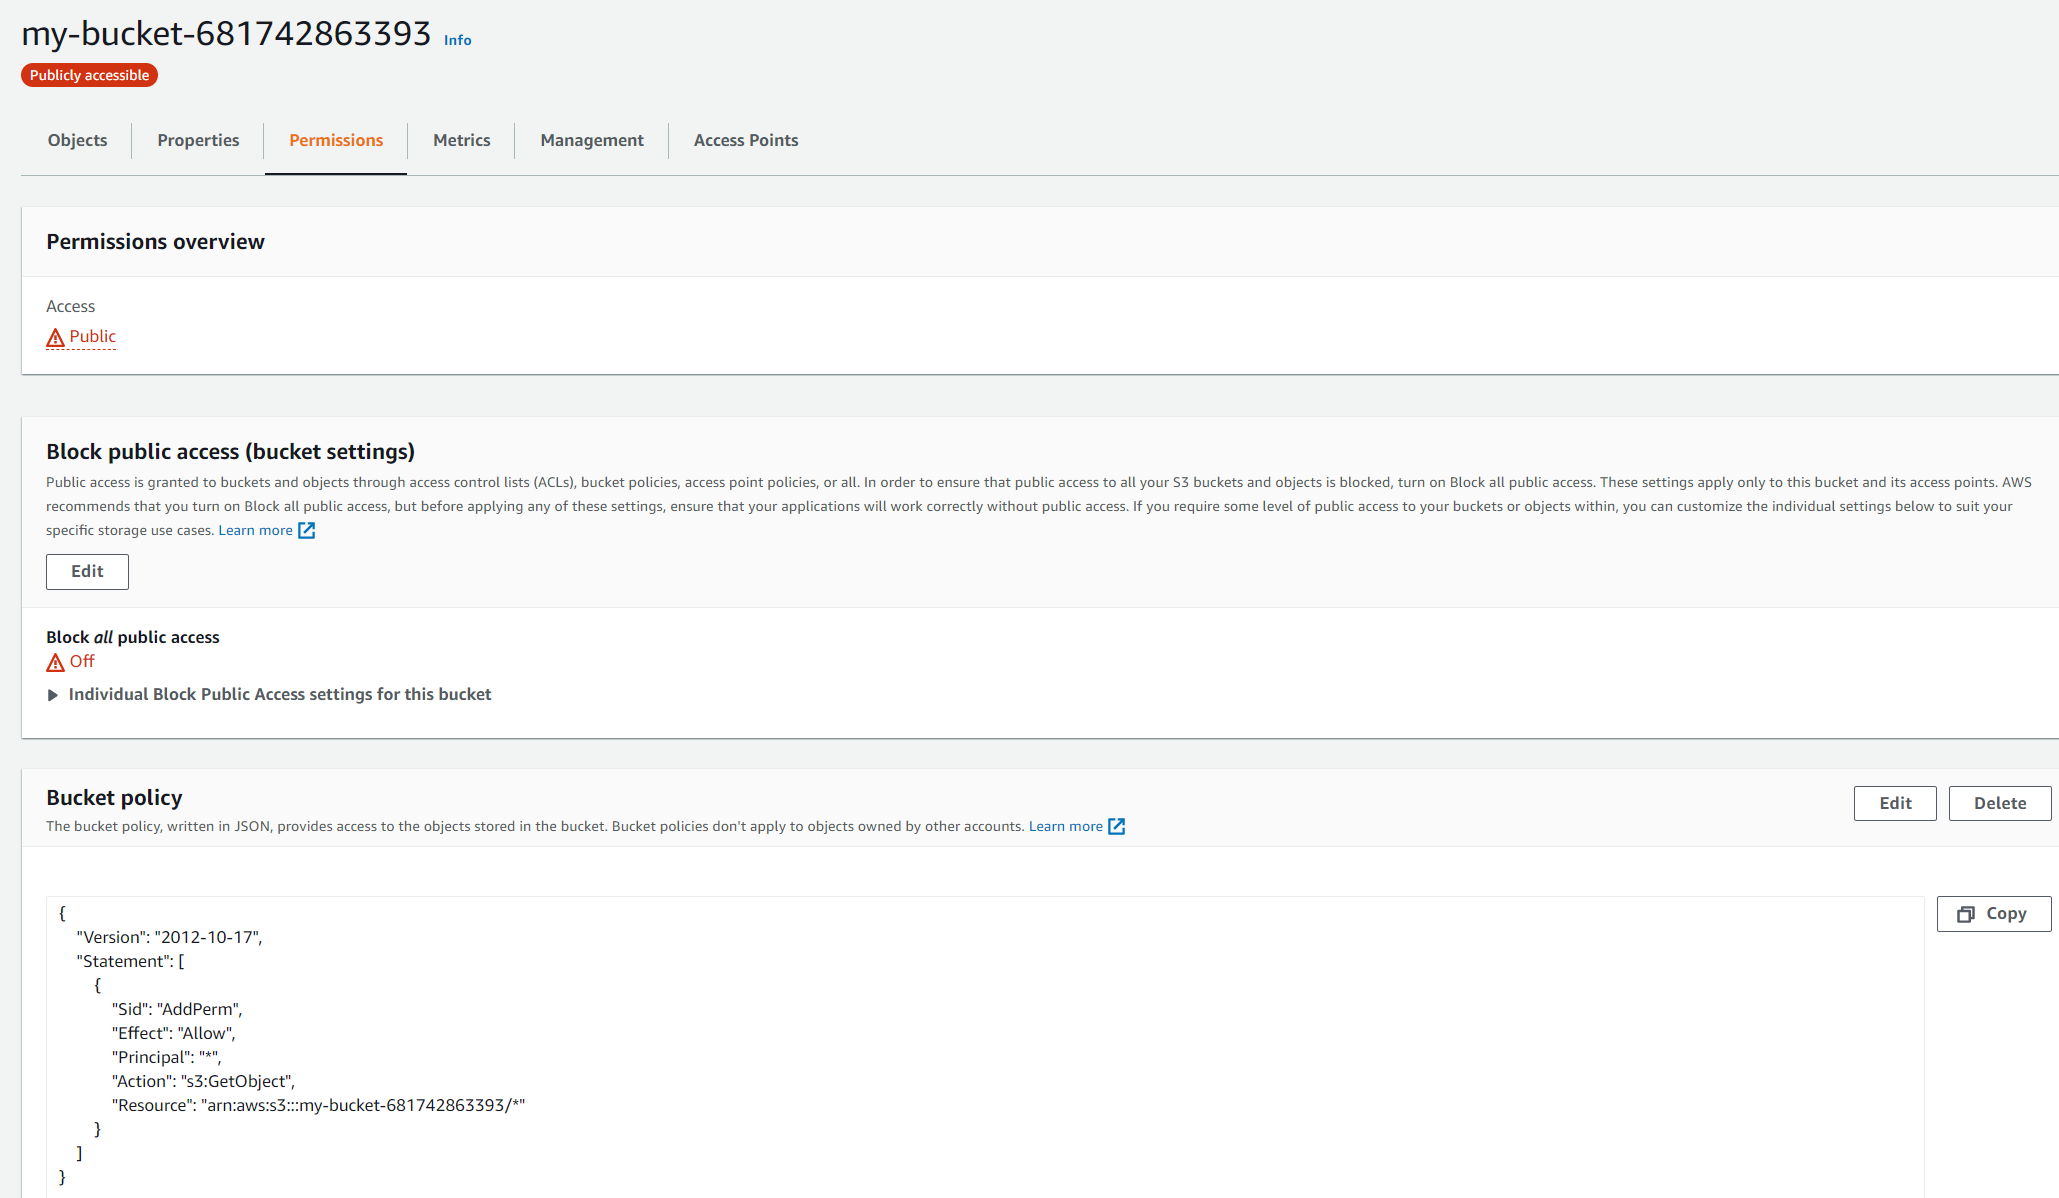 my-bucket-681742863393 Info
Publicly accessible
Objects Properties Permissions Metrics Management Access Points
Permissions overview
Access
Public
Block public access (bucket settings)
Public access is granted to buckets and objects through access control lists (ACLs), bucket policies, access point policies, or all. In order to ensure that public access to all your S3 buckets and objects is blocked, turn on Block all public access. These settings apply only to this bucket and its access points. AWS
recommends that you turn on Block all public access, but before applying any of these settings, ensure that your applications will work correctly without public access. If you require some level of public access to your buckets or objects within, you can customize the individual settings below to suit your
specific storage use cases. Learn more
Edit
Block all public access
Off
Individual Block Public Access settings for this bucket
Bucket policy
Edit Delete
The bucket policy, written in JSON, provides access to the objects stored in the bucket. Bucket policies don't apply to objects owned by other accounts. Learn more
Copy
{
"Version": "2012-10-17",
"Statement": [
{
"Sid": "AddPerm",
"Effect": "Allow",
"Principal": "*",
"Action": "s3:GetObject",
"Resource": "arn:aws:s3:::my-bucket-681742863393/*"
}
]
}